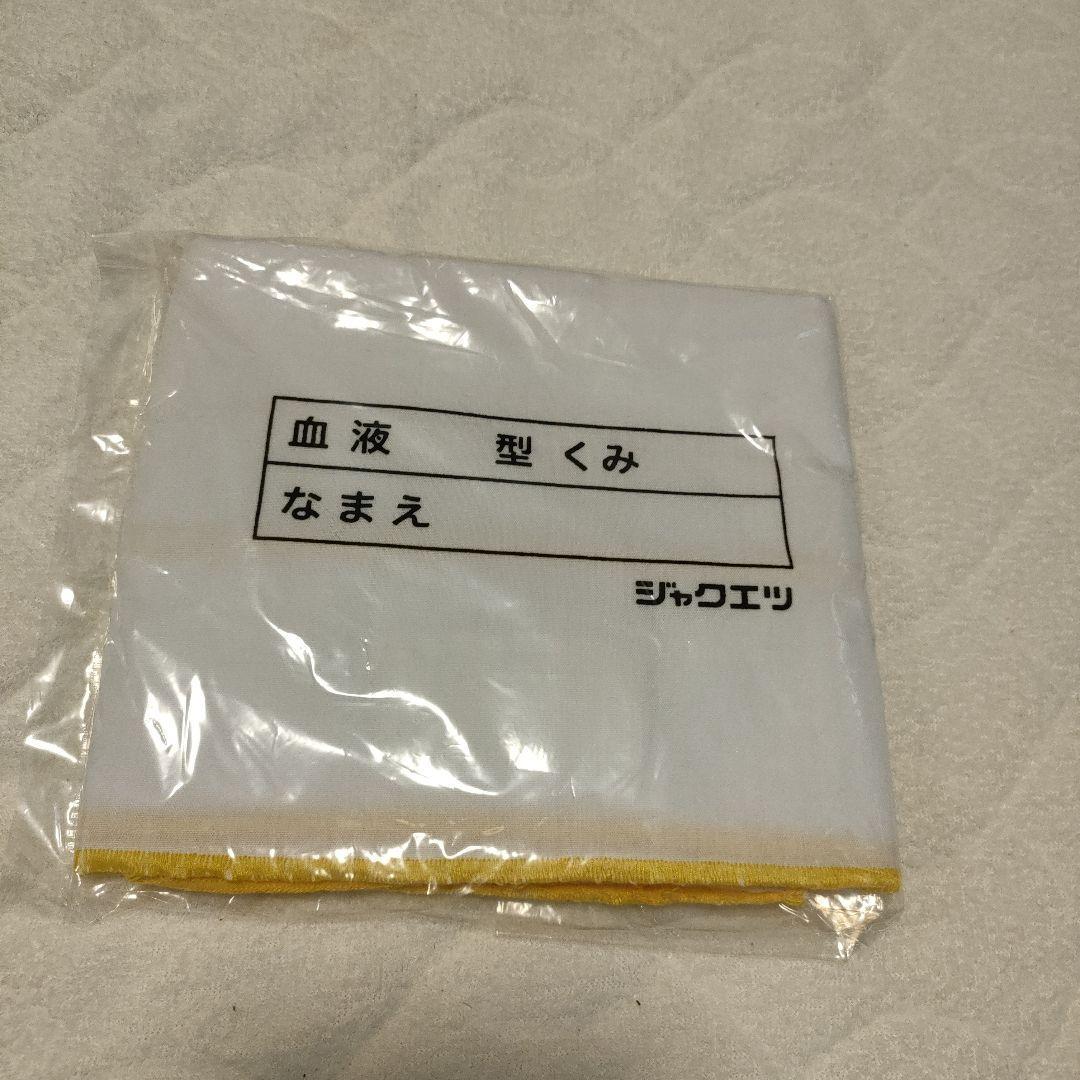 血液 型 くみ
なまえ
ジャクエツ